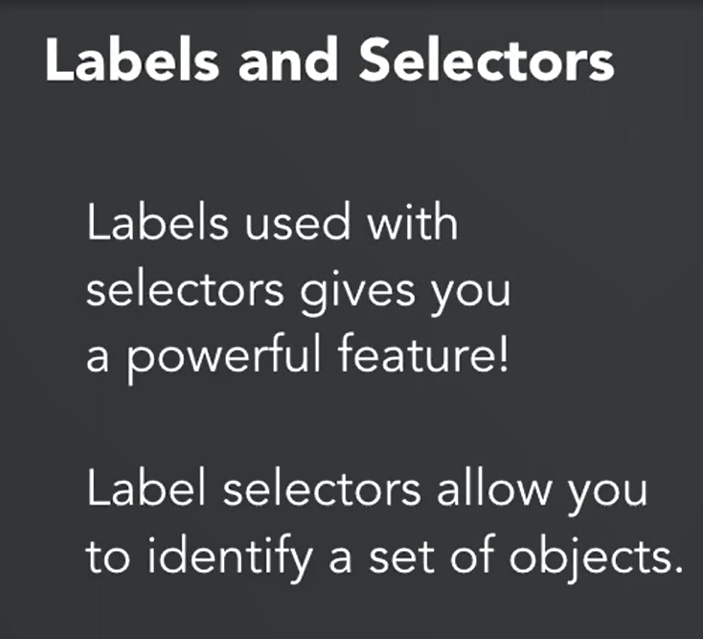 Labels and Selectors
Labels used with
selectors gives you
a powerful feature!
Label selectors allow you
to identify a set of objects.